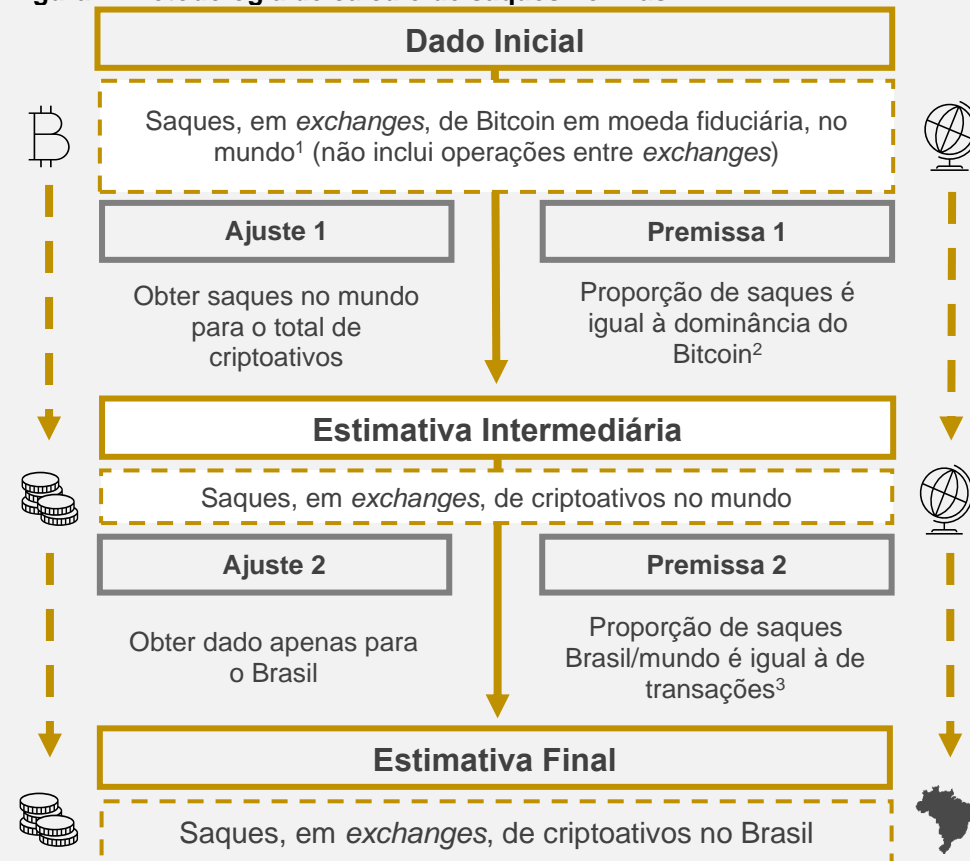 Dado Inicial
Saques, em exchanges, de Bitcoin em moeda fiduciária, no
mundo¹ (não inclui operações entre exchanges)
Ajuste 1
Premissa 1
Obter saques no mundo
para o total de
criptoativos
Proporção de saques é
igual à dominância do
Bitcoin²
Estimativa Intermediária
Saques, em exchanges, de criptoativos no mundo
Ajuste 2
Premissa 2
Obter dado apenas para
o Brasil
Proporção de saques
Brasil/mundo é igual à de
transações³
Estimativa Final
Saques, em exchanges, de criptoativos no Brasil